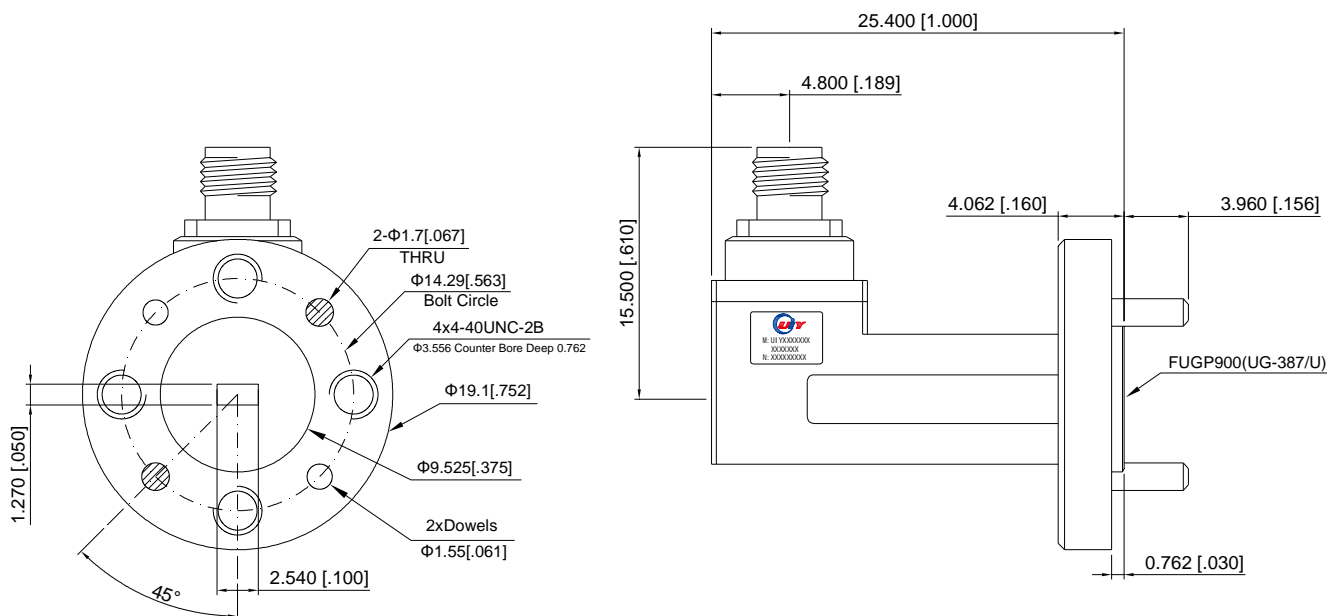 25.400 [1.000]
4.800 [.189]
4.062 [.160]
3.960 [.156]
15.500 [.610]
2-Φ1.7[.067]
THRU
Φ14.29[.563]
Bolt Circle
4x4-40UNC-2B
Φ3.556 Counter Bore Deep 0.762
Φ19.1[.752]
Φ9.525[.375]
2xDowels
Φ1.55[.061]
1.270 [.050]
2.540 [.100]
45°
UIY
M: UI YXXXXXXX
XXXXXXX
N: XXXXXXXXX
FUGP900(UG-387/U)
0.762 [.030]